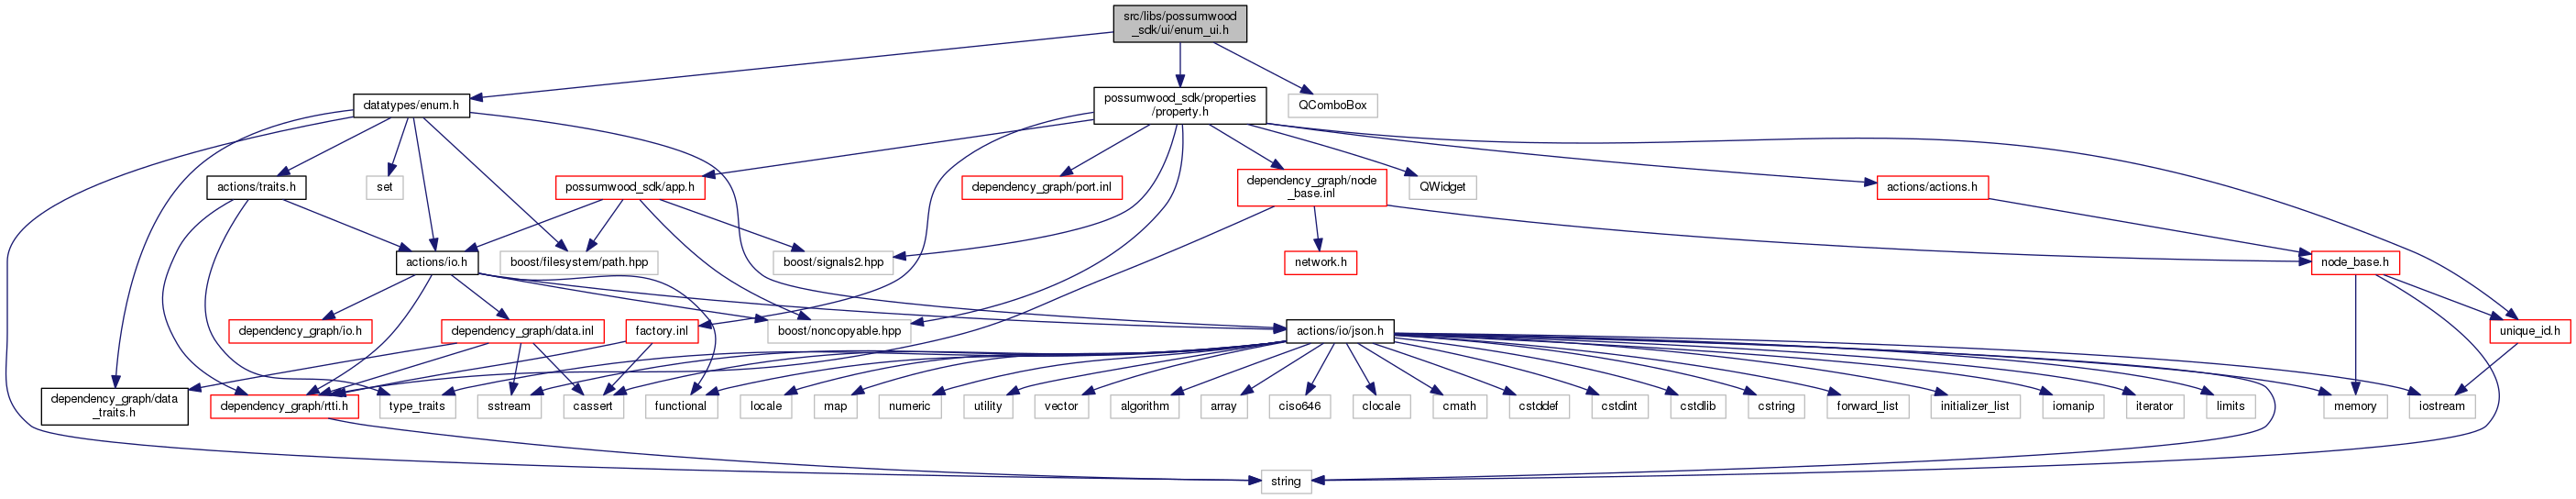 src/libs/possumwood
_sdk/ui/enum_ui.h
datatypes/enum.h
possumwood_sdk/properties
/property.h
QComboBox
actions/traits.h
set
possumwood_sdk/app.h
dependency_graph/port.inl
dependency_graph/node
_base.inl
QWidget
actions/actions.h
actions/io.h
boost/filesystem/path.hpp
boost/signals2.hpp
network.h
node_base.h
dependency_graph/io.h
dependency_graph/data.inl
factory.inl
boost/noncopyable.hpp
actions/io/json.h
unique_id.h
dependency_graph/data
_traits.h
dependency_graph/rtti.h
type_traits
sstream
cassert
functional
locale
map
numeric
utility
vector
algorithm
array
ciso646
clocale
cmath
cstddef
cstdint
cstdlib
cstring
forward_list
initializer_list
iomanip
iterator
limits
memory
iostream
string